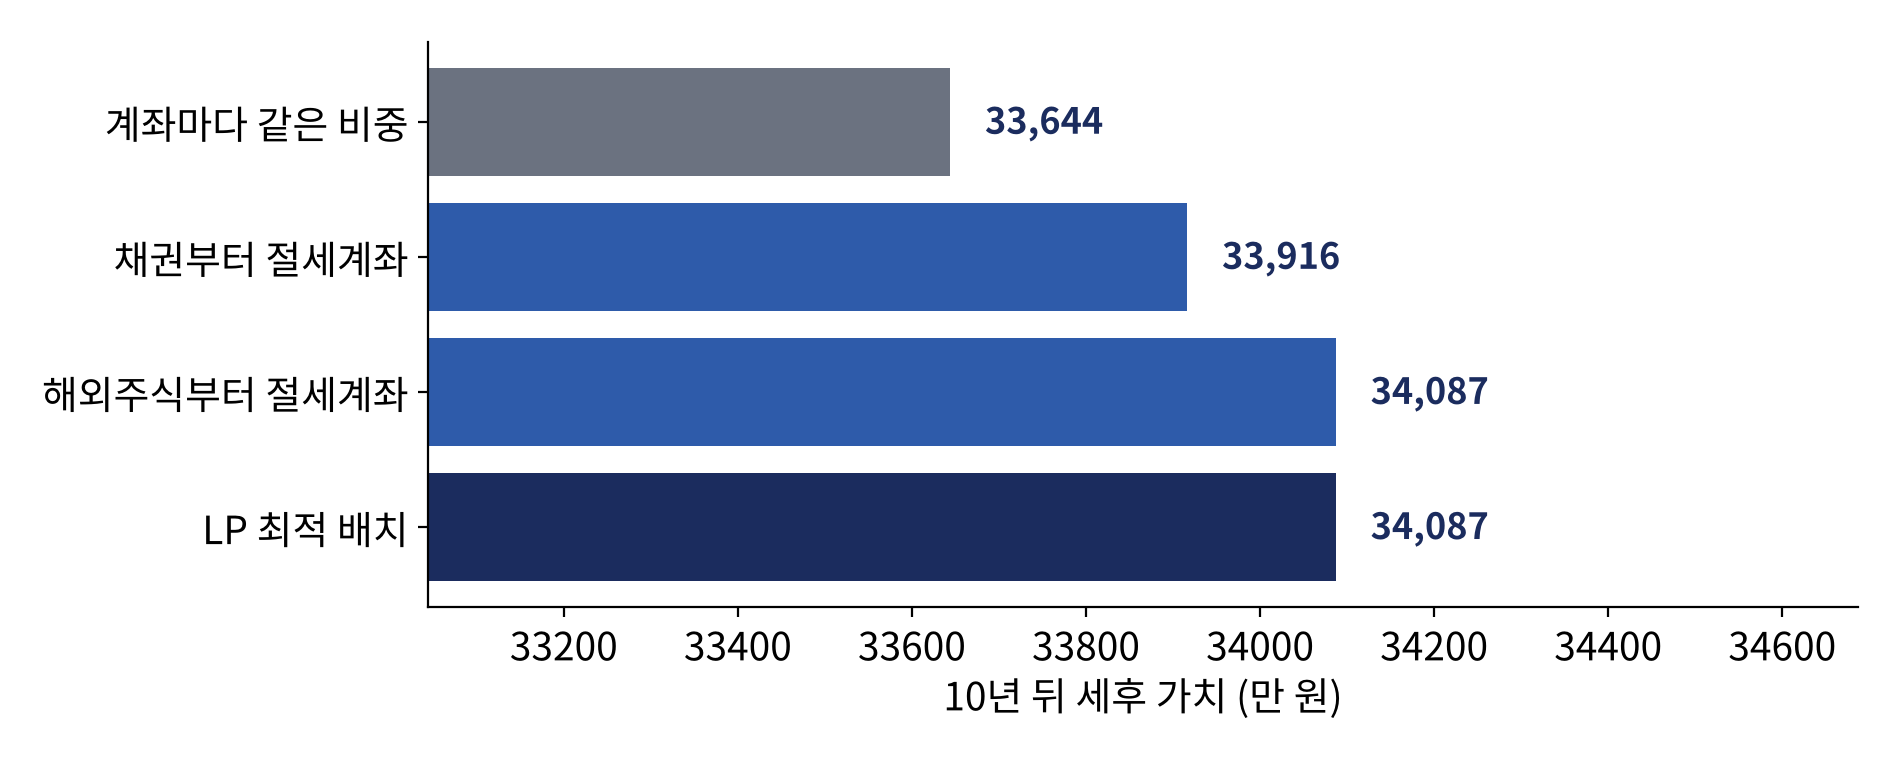 계좌마다 같은 비중 33,644
채권부터 절세계좌 33,916
해외주식부터 절세계좌 34,087
LP 최적 배치 34,087
33200 33400 33600 33800 34000 34200 34400 34600
10년 뒤 세후 가치 (만 원)